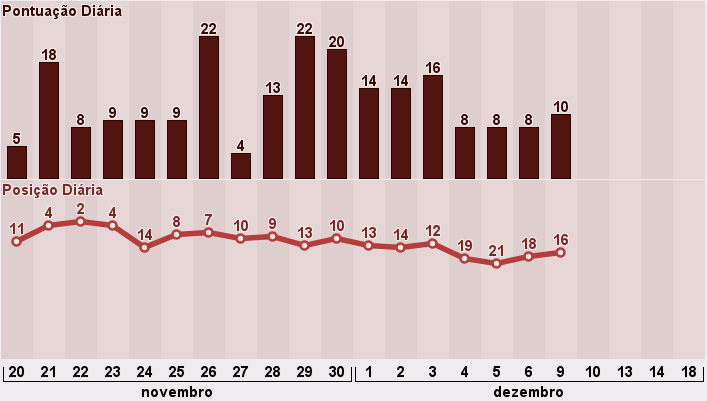 Pontuação Diária
5 18 8 9 9 9 22 4 13 22 20 14 14 16 8 8 8 10
Posição Diária
11 4 2 4 14 8 7 10 9 13 10 13 14 12 19 21 18 16
20 21 22 23 24 25 26 27 28 29 30 1 2 3 4 5 6 9 10 13 14 18
novembro dezembro